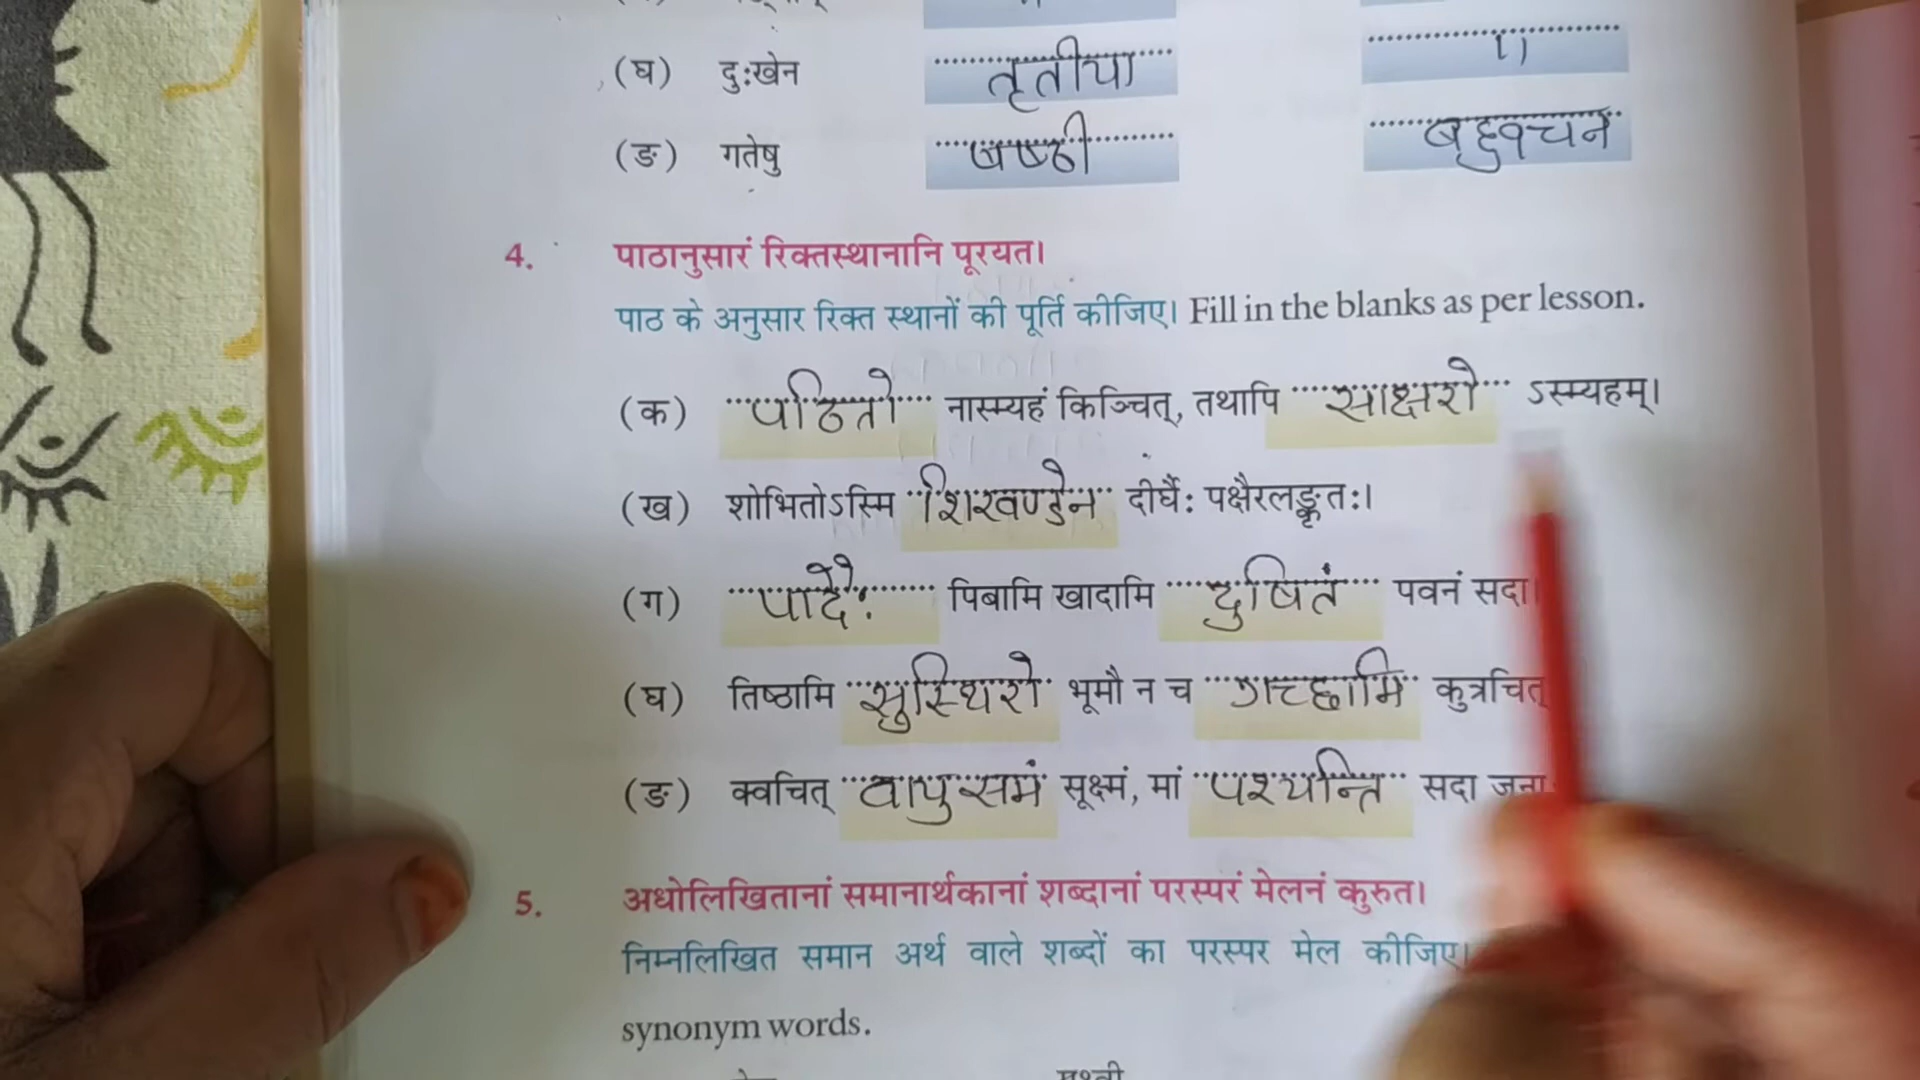 (घ) दुःखेन तृतीया ।)
(ङ) गतेषु षष्ठी बहुवचन
4. पाठानुसारं रिक्तस्थानानि पूरयत।
पाठ के अनुसार रिक्त स्थानों की पूर्ति कीजिए। Fill in the blanks as per lesson.
(क) पठितो नास्म्यहं किञ्चित्, तथापि साक्षरो ऽस्म्यहम्।
(ख) शोभितोऽस्मि शिखण्डेन दीर्घैः पक्षैरलङ्कृतः।
(ग) पादैः पिबामि खादामि दुषितं पवनं सदा।
(घ) तिष्ठामि सुस्थिरो भूमौ न च गच्छामि कुत्रचित्
(ङ) क्वचित् वायुसमं सूक्ष्मं, मां पश्यन्ति सदा जना
5. अधोलिखितानां समानार्थकानां शब्दानां परस्परं मेलनं कुरुत।
निम्नलिखित समान अर्थ वाले शब्दों का परस्पर मेल कीजिए।
synonym words.